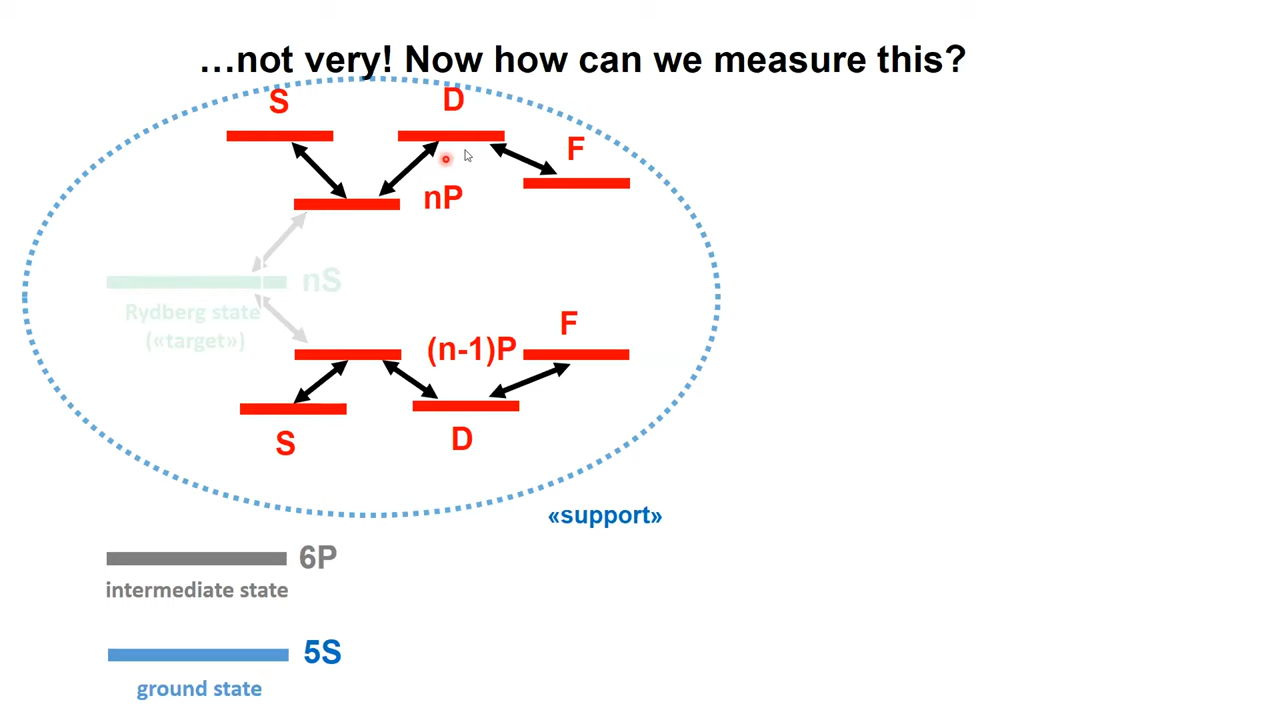 …not very! Now how can we measure this?
S
D
F
nP
nS
Rydberg state
(«target»)
F
(n-1)P
S
D
«support»
6P
intermediate state
5S
ground state